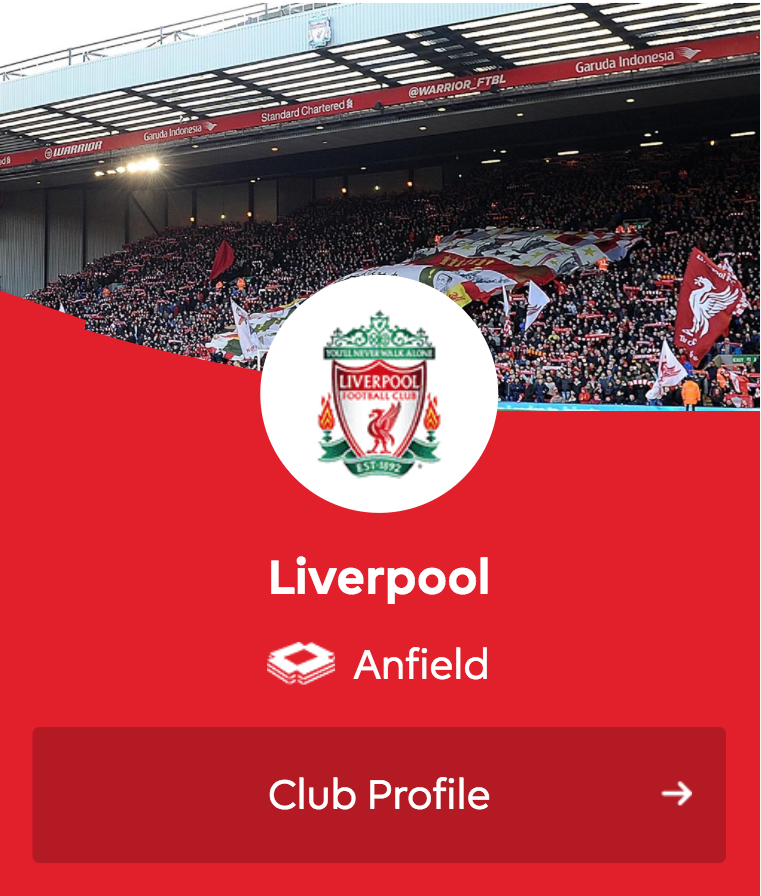 WARRIOR
Garuda Indonesia
Standard Chartered
@WARRIOR_FTBL
Garuda Indonesia
YOU'LL NEVER WALK ALONE
LIVERPOOL
FOOTBALL CLUB
EST·1892
Liverpool
Anfield
Club Profile